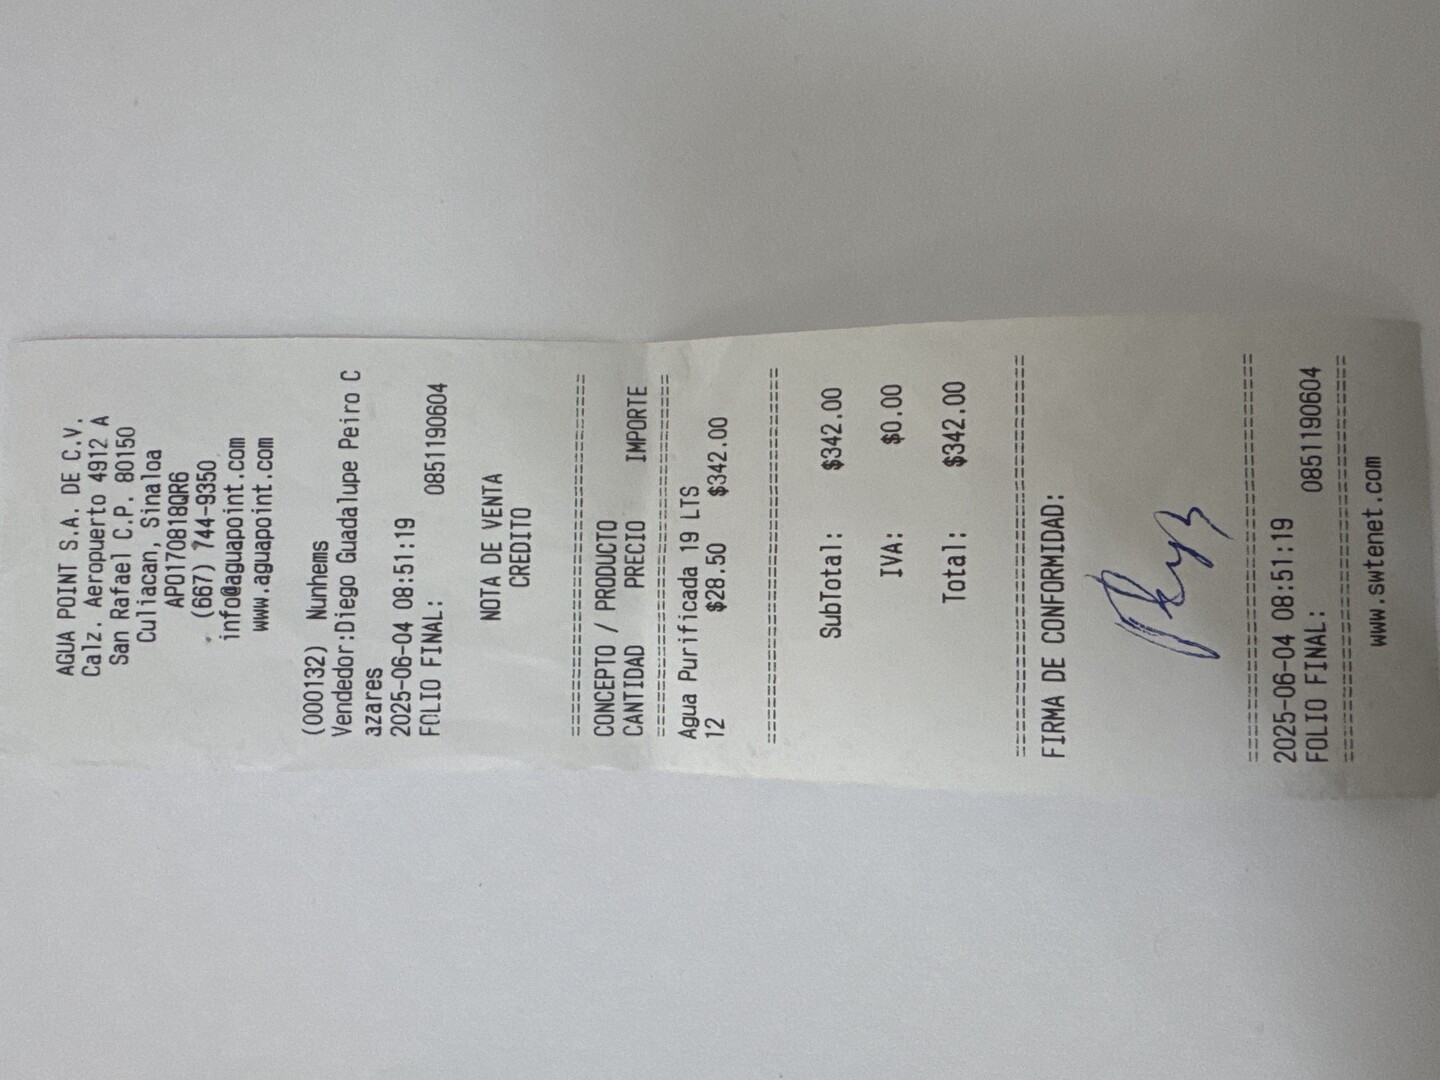 AGUA POINT S.A. DE C.V.
Calz. Aeropuerto 4912 A
San Rafael C.P. 80150
Culiacan, Sinaloa
APO170818QR6
(667) 744-9350
info@aguapoint.com
www.aguapoint.com
(000132) Nunhems
Vendedor:Diego Guadalupe Peiro C
azares
2025-06-04 08:51:19
FOLIO FINAL: 0851190604
NOTA DE VENTA
CREDITO
================================
CONCEPTO / PRODUCTO
CANTIDAD PRECIO IMPORTE
================================
Agua Purificada 19 LTS
12 $28.50 $342.00
================================
SubTotal: $342.00
IVA: $0.00
Total: $342.00
================================
FIRMA DE CONFORMIDAD:
================================
2025-06-04 08:51:19
FOLIO FINAL: 0851190604
================================
www.swtenet.com